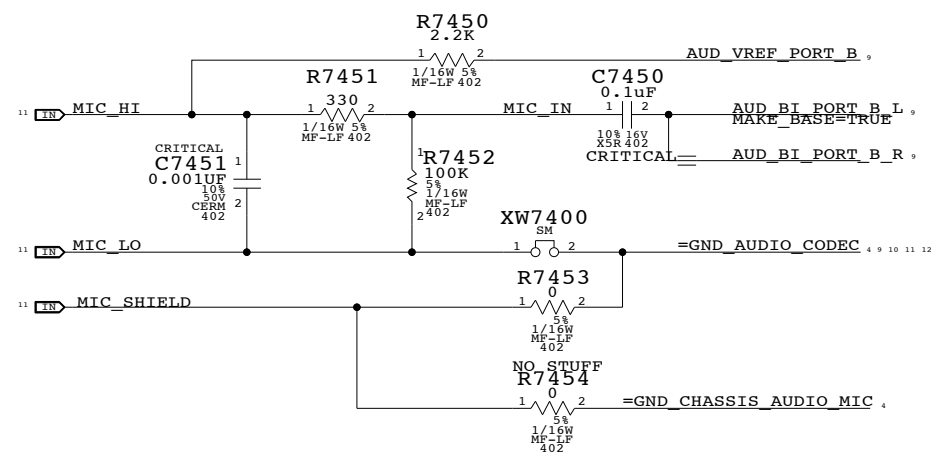 R7450
2.2K
1 2
1/16W 5%
MF-LF 402
AUD_VREF_PORT_B 9
R7451
330
1 2
1/16W 5%
MF-LF 402
C7450
0.1uF
1 2
10% 16V
X5R 402
CRITICAL
11 IN MIC_HI
MIC_IN
AUD_BI_PORT_B_L 9
MAKE_BASE=TRUE
AUD_BI_PORT_B_R 9
CRITICAL
C7451
0.001UF
10%
50V
CERM
402
1
2
1
R7452
100K
5%
1/16W
MF-LF
402
2
XW7400
SM
1 2
11 IN MIC_LO
=GND_AUDIO_CODEC 4 9 10 11 12
R7453
0
1 2
5%
1/16W
MF-LF
402
11 IN MIC_SHIELD
NO STUFF
R7454
0
1 2
5%
1/16W
MF-LF
402
=GND_CHASSIS_AUDIO_MIC 4